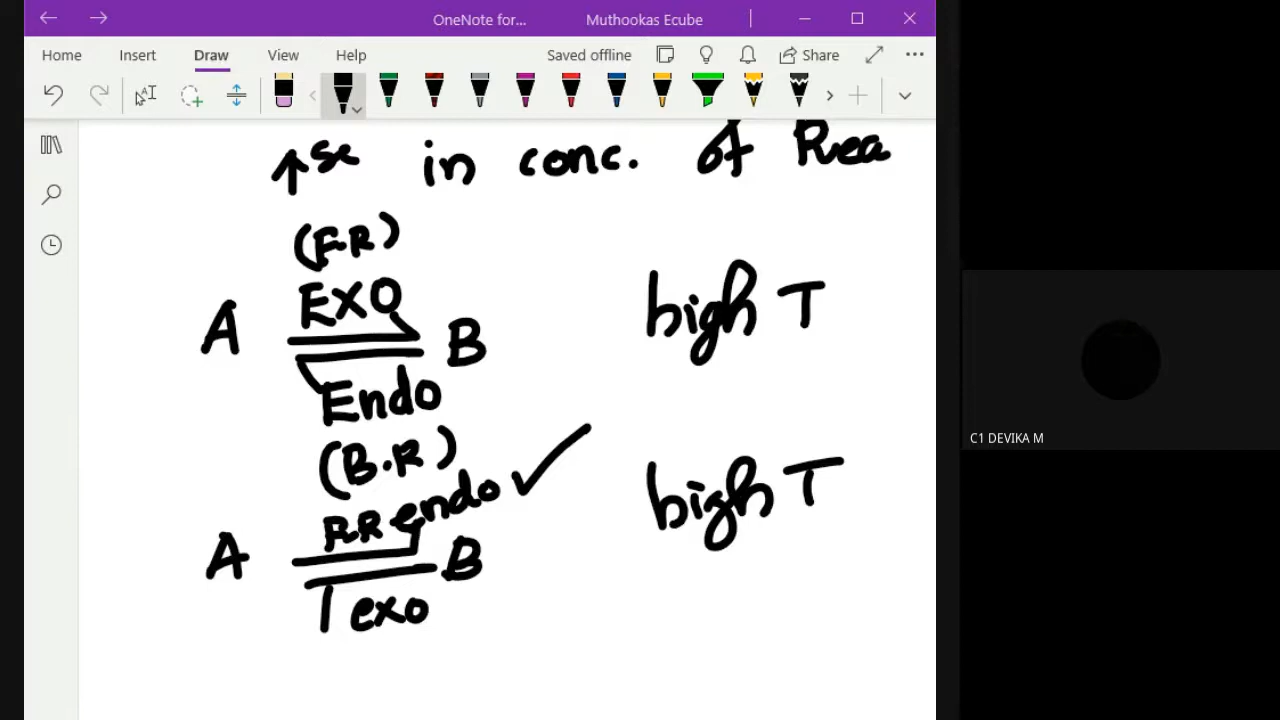 OneNote for... Muthookas Ecube
Home Insert Draw View Help Saved offline Share
↑se in conc. of Rea
(F.R)
EXO
A ⇌ B high T
Endo
(B.R)
endo ✓ high T
A ⇌ B
exo
C1 DEVIKA M